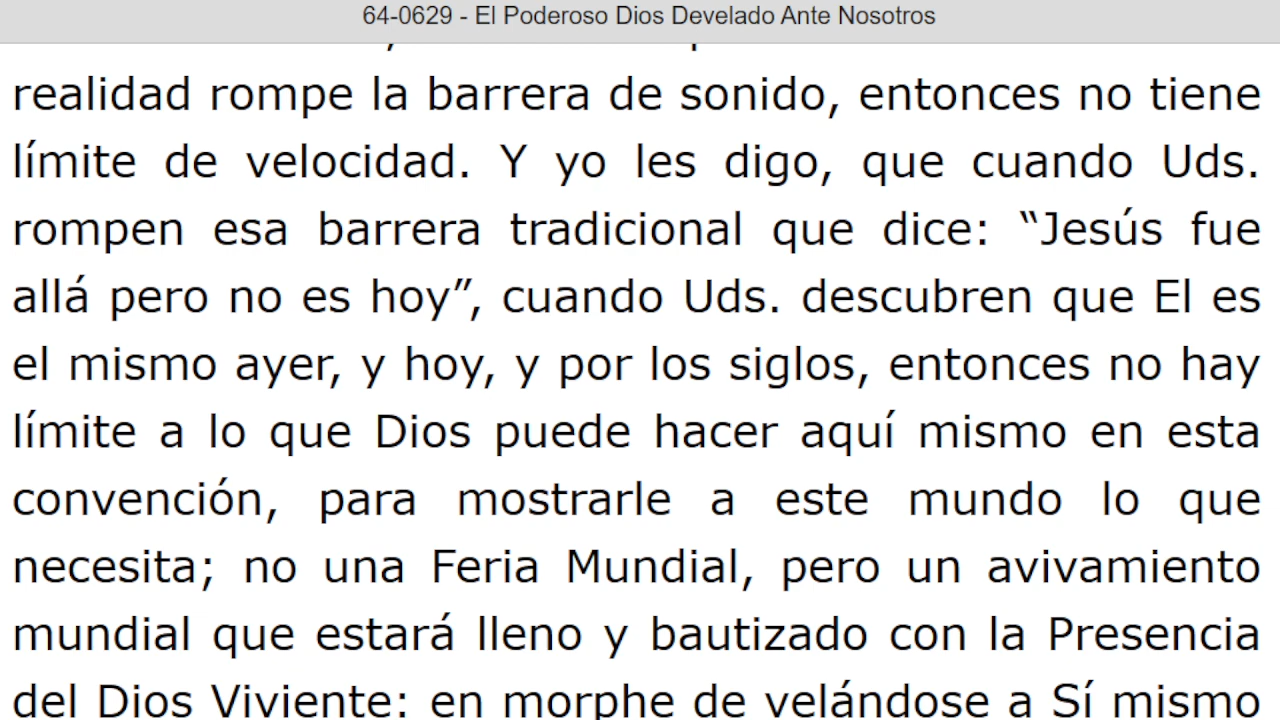 64-0629 - El Poderoso Dios Develado Ante Nosotros
realidad rompe la barrera de sonido, entonces no tiene
límite de velocidad. Y yo les digo, que cuando Uds.
rompen esa barrera tradicional que dice: “Jesús fue
allá pero no es hoy”, cuando Uds. descubren que El es
el mismo ayer, y hoy, y por los siglos, entonces no hay
límite a lo que Dios puede hacer aquí mismo en esta
convención, para mostrarle a este mundo lo que
necesita; no una Feria Mundial, pero un avivamiento
mundial que estará lleno y bautizado con la Presencia
del Dios Viviente: en morphe de velándose a Sí mismo